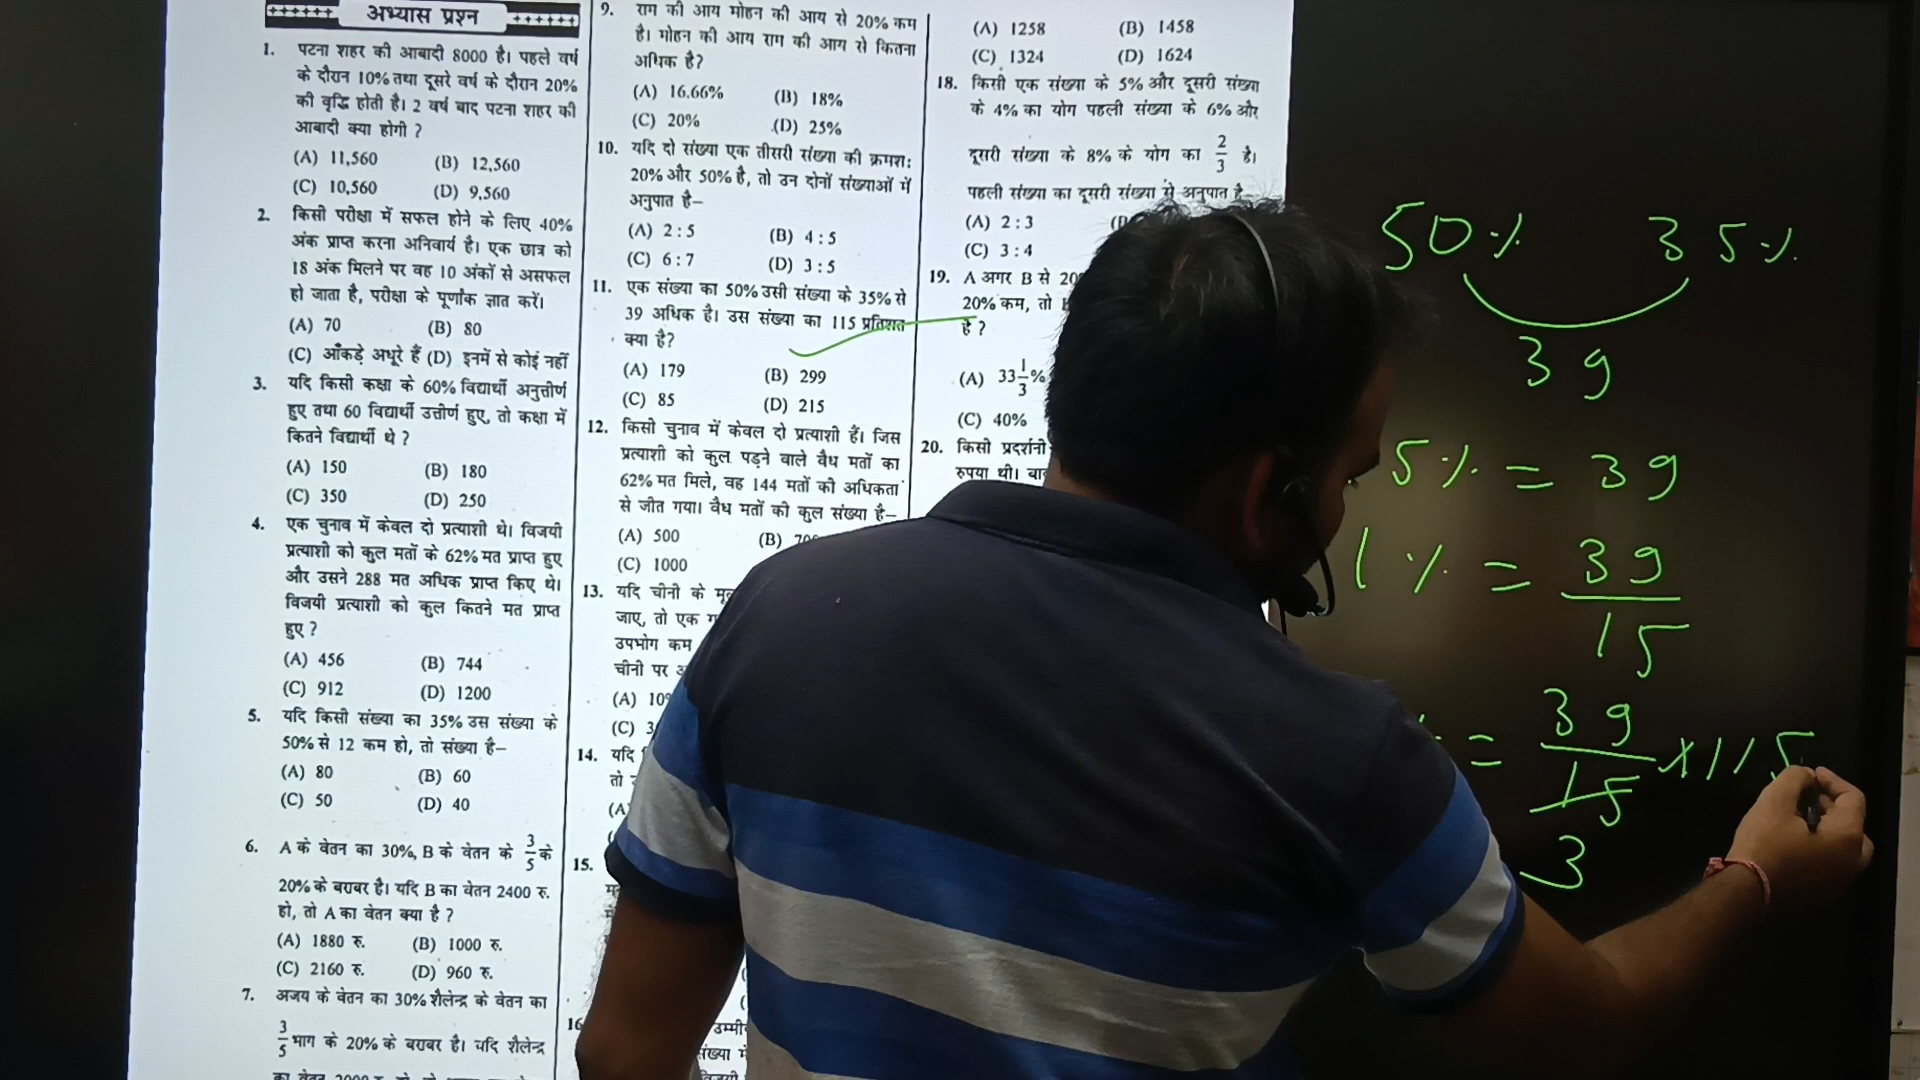 अभ्यास प्रश्न
1. पटना शहर की आबादी 8000 है। पहले वर्ष
के दौरान 10% तथा दूसरे वर्ष के दौरान 20%
की वृद्धि होती है। 2 वर्ष बाद पटना शहर की
आबादी क्या होगी ?
(A) 11,560 (B) 12,560
(C) 10,560 (D) 9,560
2. किसी परीक्षा में सफल होने के लिए 40%
अंक प्राप्त करना अनिवार्य है। एक छात्र को
18 अंक मिलने पर वह 10 अंकों से असफल
हो जाता है, परीक्षा के पूर्णांक ज्ञात करें।
(A) 70 (B) 80
(C) आँकड़े अधूरे हैं (D) इनमें से कोई नहीं
3. यदि किसी कक्षा के 60% विद्यार्थी अनुत्तीर्ण
हुए तथा 60 विद्यार्थी उत्तीर्ण हुए, तो कक्षा में
कितने विद्यार्थी थे ?
(A) 150 (B) 180
(C) 350 (D) 250
4. एक चुनाव में केवल दो प्रत्याशी थे। विजयी
प्रत्याशी को कुल मतों के 62% मत प्राप्त हुए
और उसने 288 मत अधिक प्राप्त किए थे।
विजयी प्रत्याशी को कुल कितने मत प्राप्त
हुए ?
(A) 456 (B) 744
(C) 912 (D) 1200
5. यदि किसी संख्या का 35% उस संख्या के
50% से 12 कम हो, तो संख्या है–
(A) 80 (B) 60
(C) 50 (D) 40
6. A के वेतन का 30%, B के वेतन के 3/5 के
20% के बराबर है। यदि B का वेतन 2400 रु.
हो, तो A का वेतन क्या है ?
(A) 1880 रु. (B) 1000 रु.
(C) 2160 रु. (D) 960 रु.
7. अजय के वेतन का 30% शैलेन्द्र के वेतन का
3/5 भाग के 20% के बराबर है। यदि शैलेन्द्र
9. राम की आय मोहन की आय से 20% कम
है। मोहन की आय राम की आय से कितना
अधिक है?
(A) 16.66% (B) 18%
(C) 20% (D) 25%
10. यदि दो संख्या एक तीसरी संख्या की क्रमशः
20% और 50% है, तो उन दोनों संख्याओं में
अनुपात है–
(A) 2 : 5 (B) 4 : 5
(C) 6 : 7 (D) 3 : 5
11. एक संख्या का 50% उसी संख्या के 35% से
39 अधिक है। उस संख्या का 115 प्रतिशत
क्या है?
(A) 179 (B) 299
(C) 85 (D) 215
12. किसी चुनाव में केवल दो प्रत्याशी हैं। जिस
प्रत्याशी को कुल पड़ने वाले वैध मतों का
62% मत मिले, वह 144 मतों की अधिकता
से जीत गया। वैध मतों की कुल संख्या है–
(A) 500 (B)
(C) 1000
13. यदि चीनी के
जाए, तो एक
उपभोग कम
चीनी पर
(A)
(C)
14. यदि
तो
(A)
15.
16
(A) 1258 (B) 1458
(C) 1324 (D) 1624
18. किसी एक संख्या के 5% और दूसरी संख्या
के 4% का योग पहली संख्या के 6% और
दूसरी संख्या के 8% के योग का 2/3 है।
पहली संख्या का दूसरी संख्या से अनुपात है–
(A) 2 : 3
(C) 3 : 4
19. A अगर B से
20% कम, तो
है ?
(A) 33 1/3 %
(C) 40%
20. किसी प्रदर्शनी
रुपया थी।
50% 35%
39
5% = 39
1% = 39/15
= 39/15 × 115
3